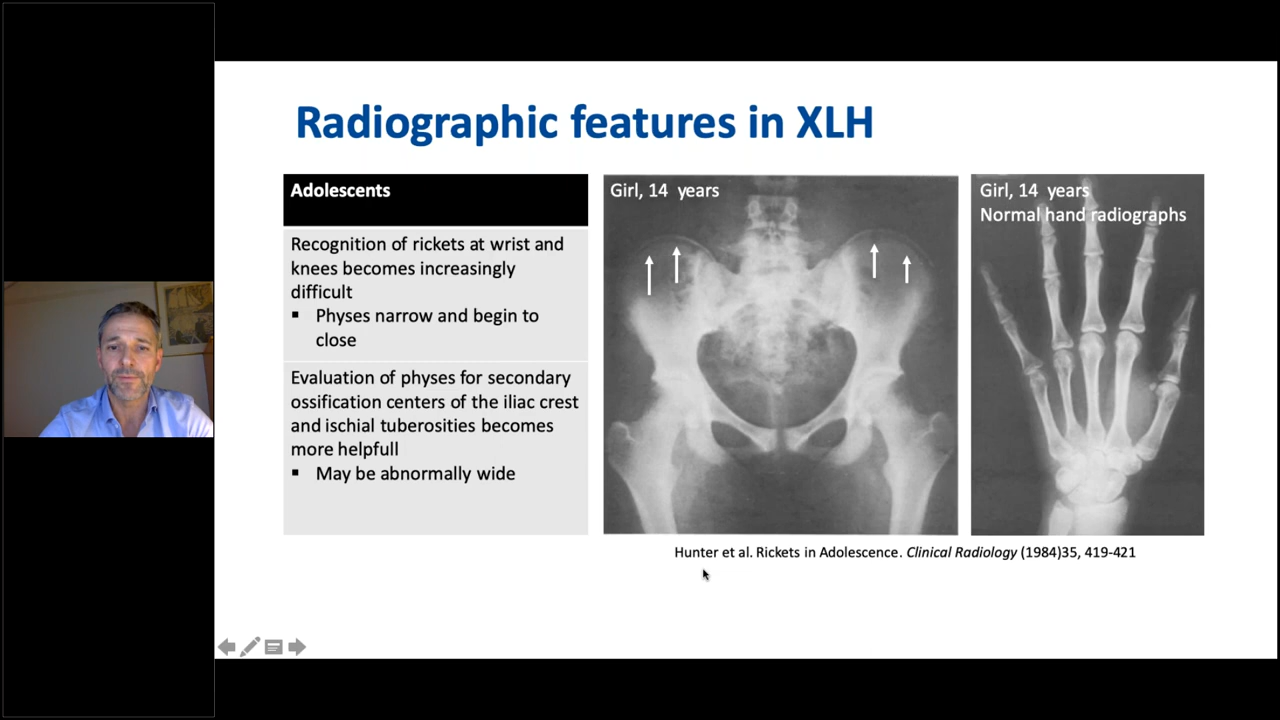 Radiographic features in XLH
Adolescents
Recognition of rickets at wrist and
knees becomes increasingly
difficult
▪ Physes narrow and begin to
close
Evaluation of physes for secondary
ossification centers of the iliac crest
and ischial tuberosities becomes
more helpfull
▪ May be abnormally wide
Girl, 14 years
Girl, 14 years
Normal hand radiographs
Hunter et al. Rickets in Adolescence. Clinical Radiology (1984)35, 419-421